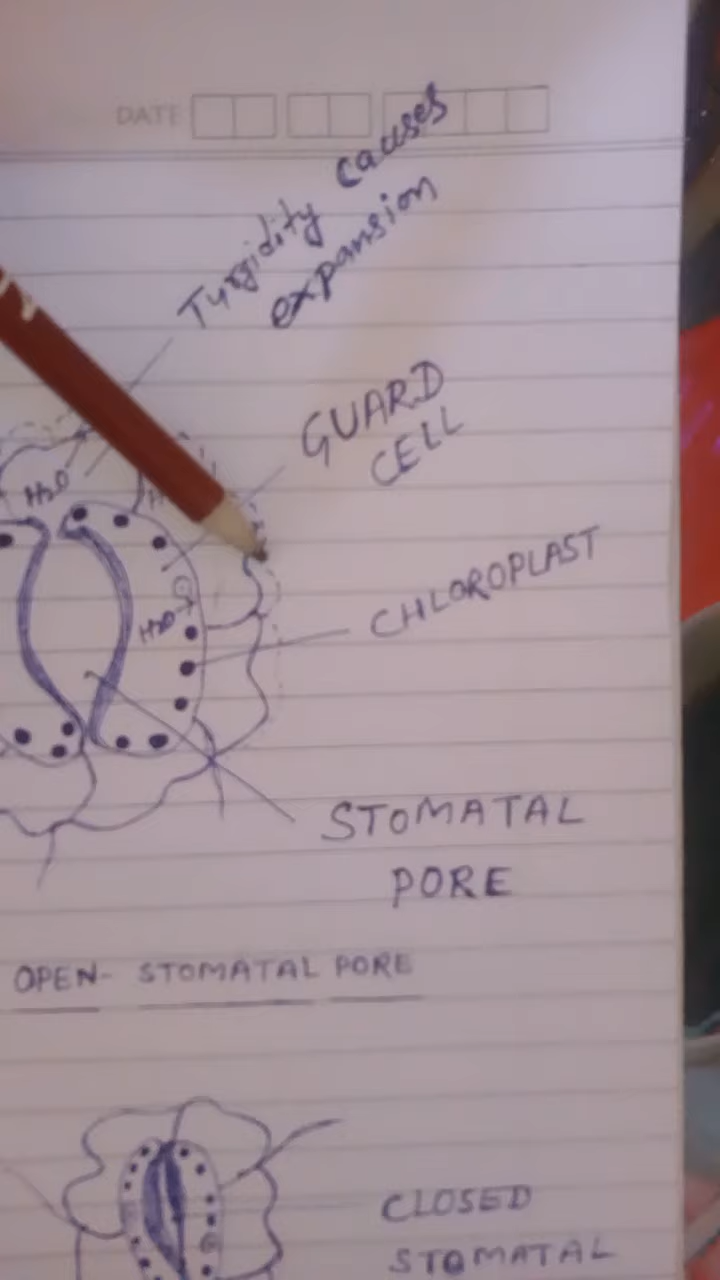 DATE
Turgidity causes
expansion
GUARD
CELL
H2O
H2O
CHLOROPLAST
STOMATAL
PORE
OPEN- STOMATAL PORE
CLOSED
STOMATAL